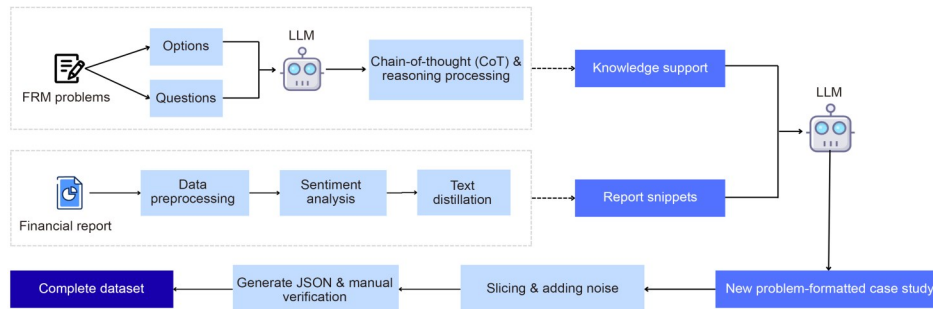 Options
LLM
Chain-of-thought (CoT) &
reasoning processing
Knowledge support
FRM problems
Questions
LLM
Data
preprocessing
Sentiment
analysis
Text
distillation
Report snippets
Financial report
Complete dataset
Generate JSON & manual
verification
Slicing & adding noise
New problem-formatted case study